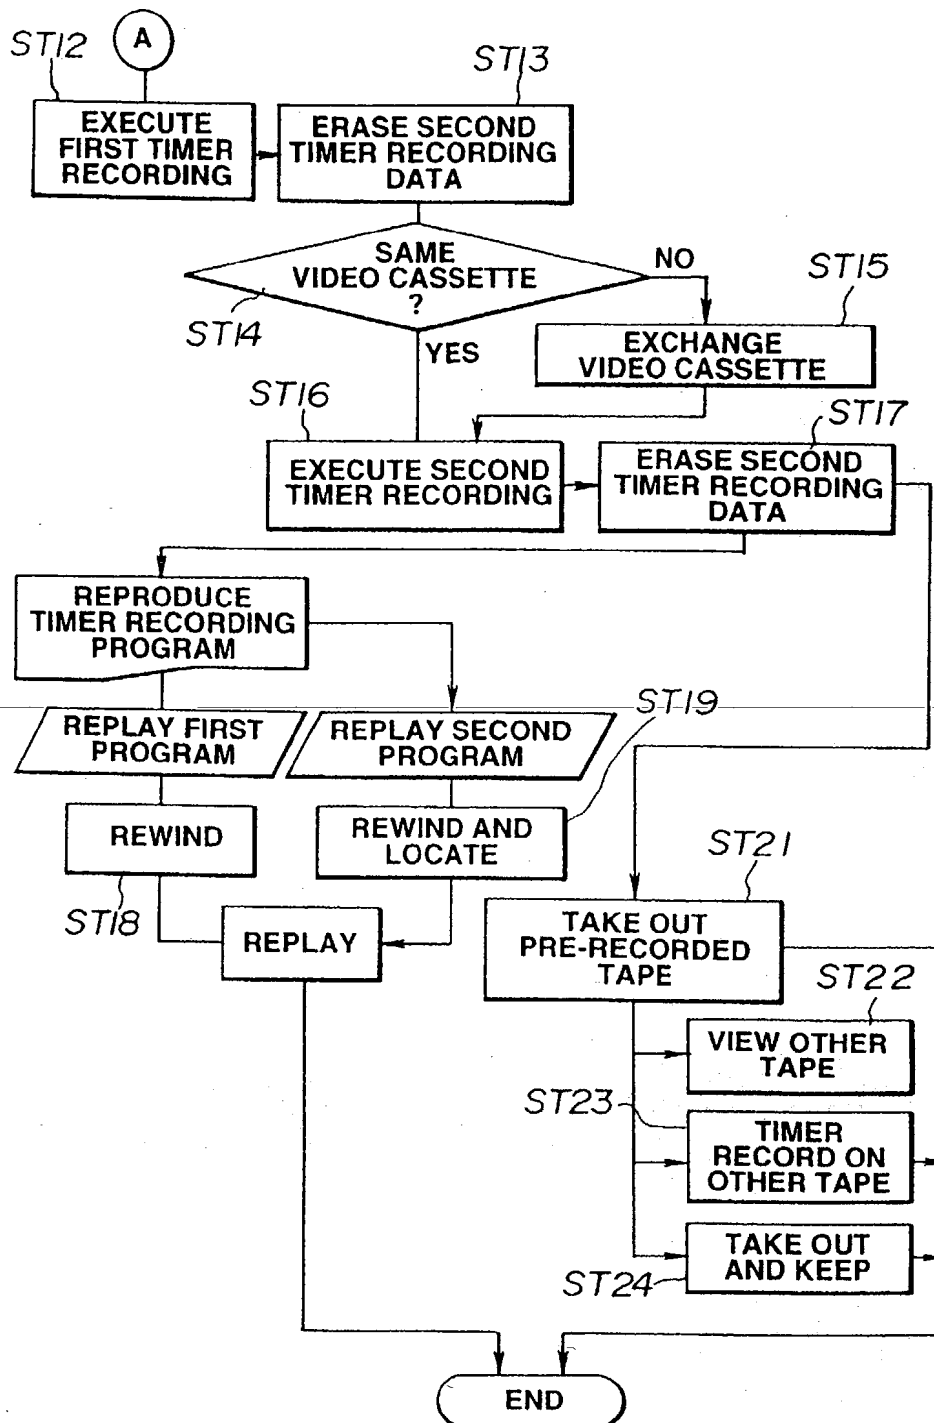 A
ST12
EXECUTE
FIRST TIMER
RECORDING
ST13
ERASE SECOND
TIMER RECORDING
DATA
SAME
VIDEO CASSETTE
?
ST14
NO
YES
ST15
EXCHANGE
VIDEO CASSETTE
ST16
EXECUTE SECOND
TIMER RECORDING
ST17
ERASE SECOND
TIMER RECORDING
DATA
REPRODUCE
TIMER RECORDING
PROGRAM
REPLAY FIRST
PROGRAM
REPLAY SECOND
PROGRAM
ST19
REWIND
ST18
REWIND AND
LOCATE
REPLAY
ST21
TAKE OUT
PRE-RECORDED
TAPE
ST22
VIEW OTHER
TAPE
ST23
TIMER
RECORD ON
OTHER TAPE
TAKE OUT
AND KEEP
ST24
END